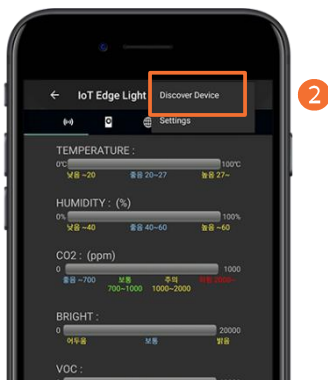 IoT Edge Light
Discover Device
2
Settings
TEMPERATURE :
0℃ 100℃
낮음 ~20 좋음 20~27 높음 27~
HUMIDITY : (%)
0% 100%
낮음 ~40 좋음 40~60 높음 ~60
CO2 : (ppm)
0 1000
좋음 ~700 보통 주의
700~1000 1000~2000
BRIGHT :
0 20000
어두움 보통 밝음
VOC :